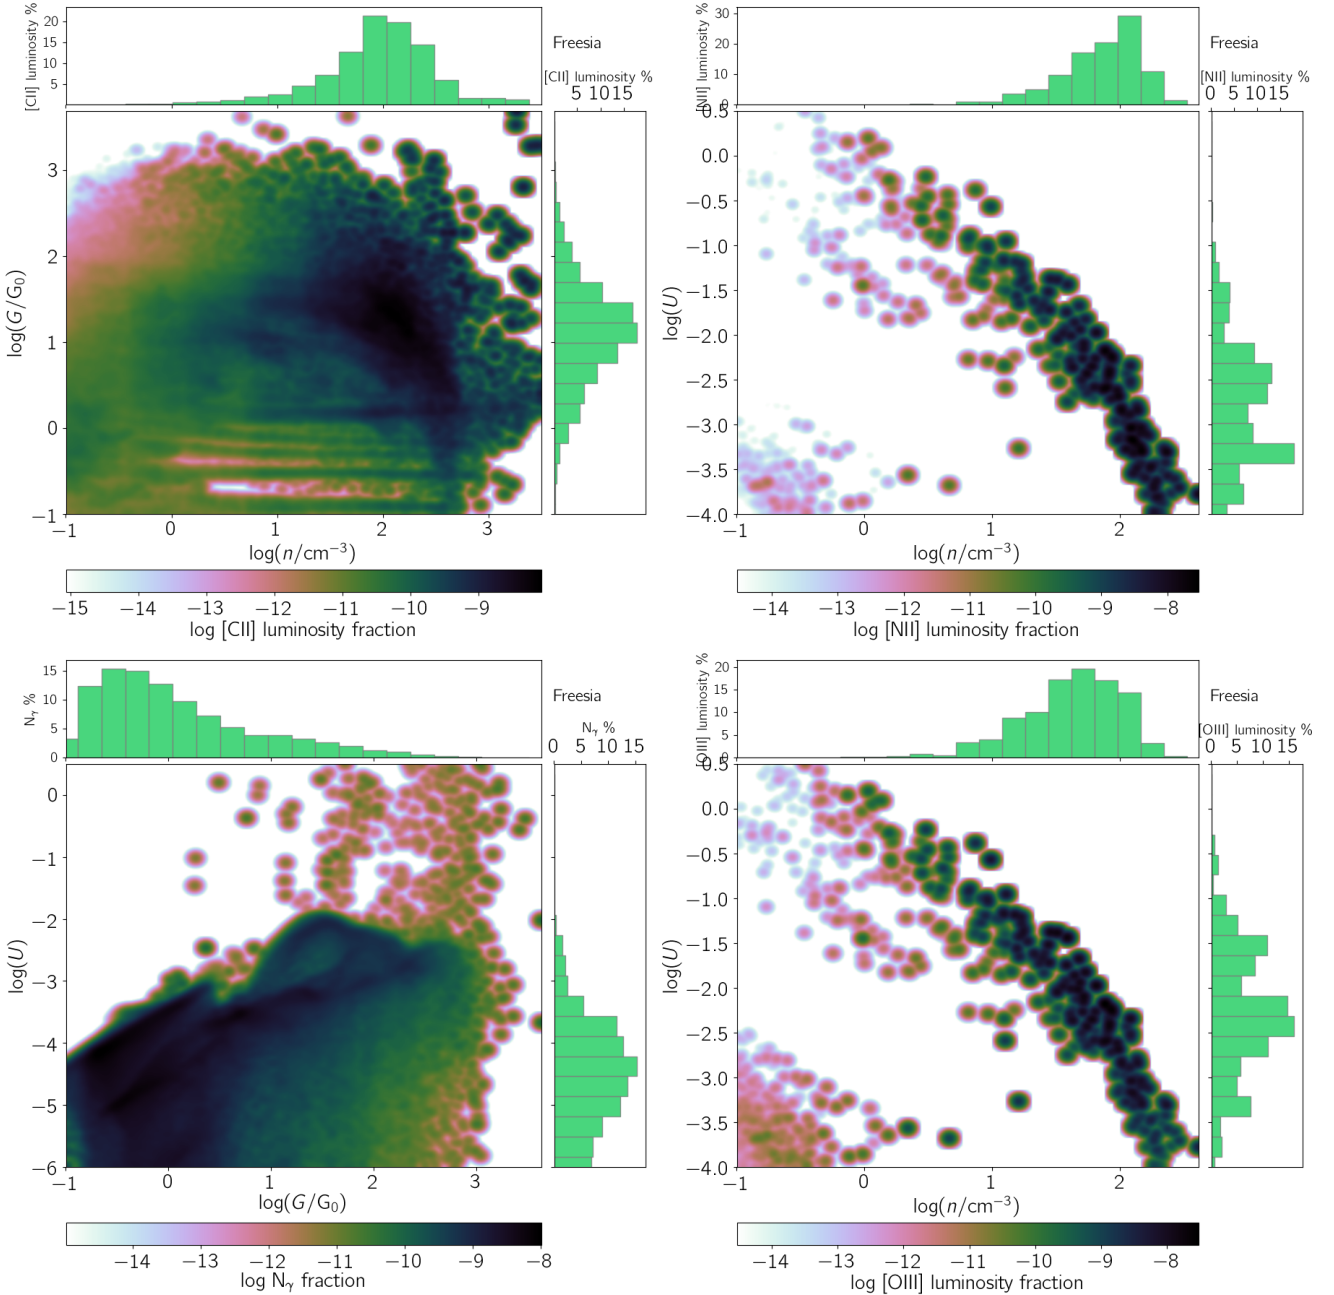 [CII] luminosity %
20
15
10
5
Freesia
[CII] luminosity %
5 10 15
log(G/G₀)
3
2
1
0
−1
−1 0 1 2 3
log(n/cm⁻³)
−15 −14 −13 −12 −11 −10 −9
log [CII] luminosity fraction
[NII] luminosity %
30
20
10
0
Freesia
[NII] luminosity %
0 5 10 15
log(U)
0.5
0.0
−0.5
−1.0
−1.5
−2.0
−2.5
−3.0
−3.5
−4.0
−1 0 1 2
log(n/cm⁻³)
−14 −13 −12 −11 −10 −9 −8
log [NII] luminosity fraction
Nγ %
15
10
5
0
Freesia
Nγ %
0 5 10 15
log(U)
0
−1
−2
−3
−4
−5
−6
−1 0 1 2 3
log(G/G₀)
−14 −13 −12 −11 −10 −9 −8
log Nγ fraction
[OIII] luminosity %
20
15
10
5
0
Freesia
[OIII] luminosity %
0 5 10 15
log(U)
0.5
0.0
−0.5
−1.0
−1.5
−2.0
−2.5
−3.0
−3.5
−4.0
−1 0 1 2
log(n/cm⁻³)
−14 −13 −12 −11 −10 −9 −8
log [OIII] luminosity fraction